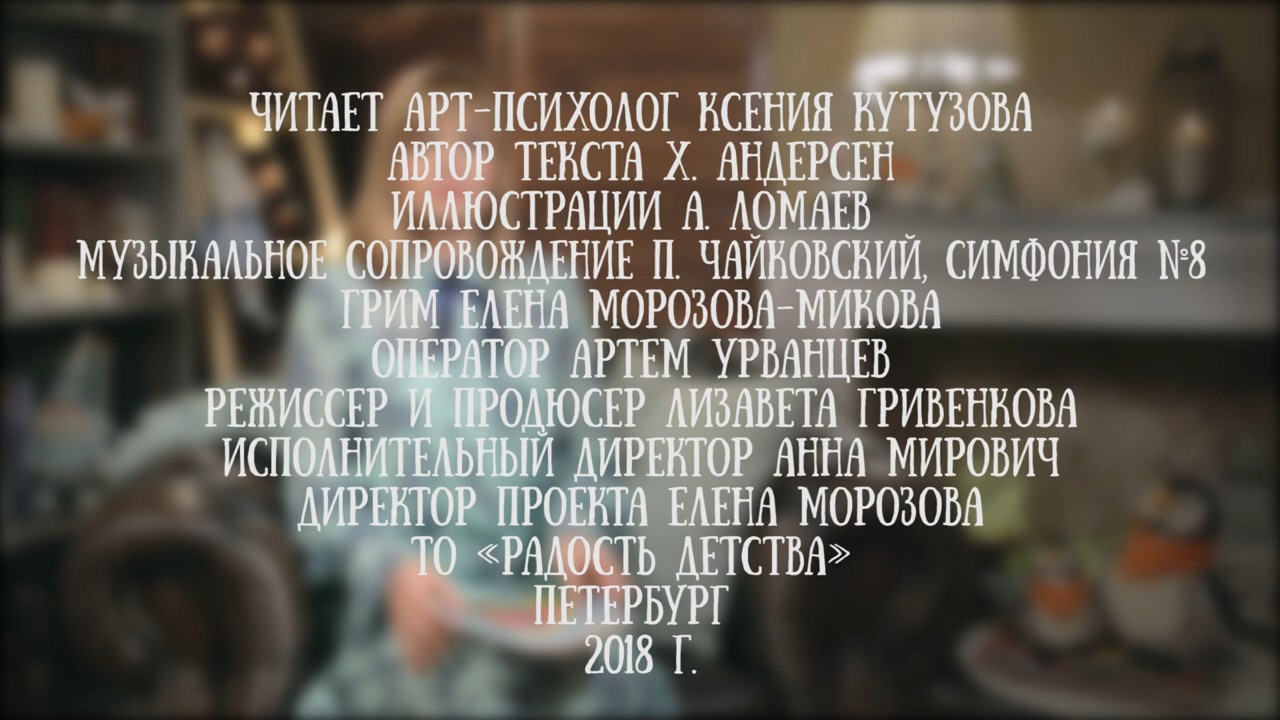 ЧИТАЕТ АРТ-ПСИХОЛОГ КСЕНИЯ КУТУЗОВА
АВТОР ТЕКСТА Х. АНДЕРСЕН
ИЛЛЮСТРАЦИИ А. ЛОМАЕВ
МУЗЫКАЛЬНОЕ СОПРОВОЖДЕНИЕ П. ЧАЙКОВСКИЙ, СИМФОНИЯ №8
ГРИМ ЕЛЕНА МОРОЗОВА-МИКОВА
ОПЕРАТОР АРТЕМ УРВАНЦЕВ
РЕЖИССЕР И ПРОДЮСЕР ЛИЗАВЕТА ГРИВЕНКОВА
ИСПОЛНИТЕЛЬНЫЙ ДИРЕКТОР АННА МИРОВИЧ
ДИРЕКТОР ПРОЕКТА ЕЛЕНА МОРОЗОВА
ТО «РАДОСТЬ ДЕТСТВА»
ПЕТЕРБУРГ
2018 Г.